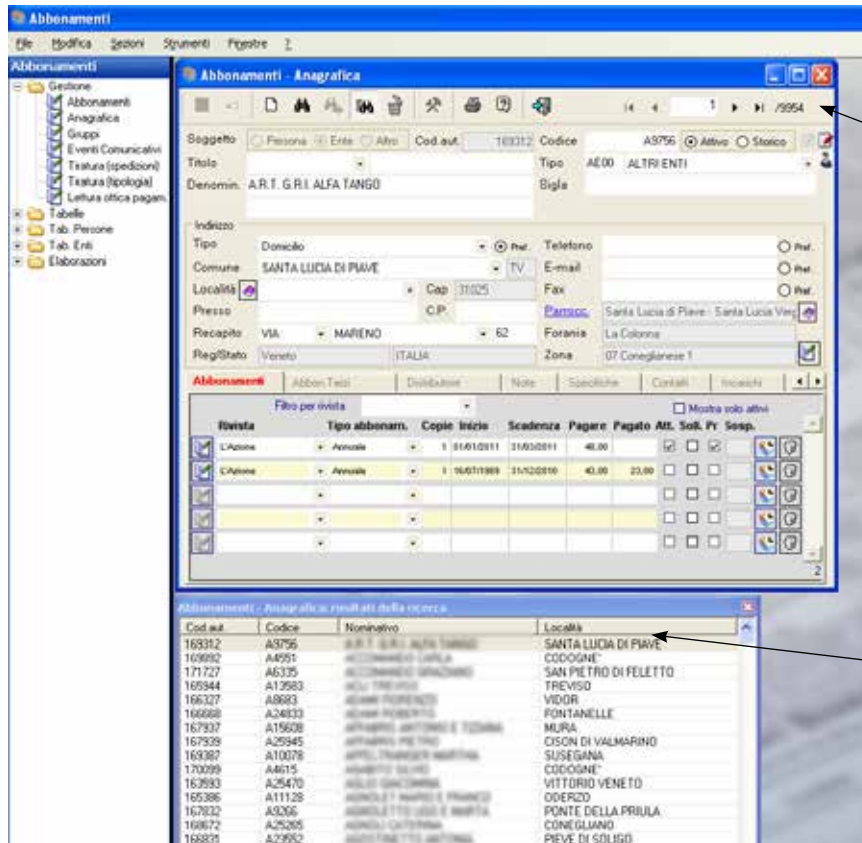 Abbonamenti
File Modifica Sezioni Strumenti Finestre ?
Abbonamenti
Gestione
Abbonamenti
Anagrafica
Gruppi
Eventi Comunicativi
Tiratura (spedizioni)
Tiratura (tipologia)
Lettura ottica pagam.
Tabelle
Tab. Persone
Tab. Enti
Elaborazioni
Abbonamenti - Anagrafica
1 /9954
Soggetto Persona Ente Altro Cod.aut. 169312 Codice A9756 Attivo Storico
Titolo Tipo AE00 ALTRI ENTI
Denomin. A.R.T. G.R.I. ALFA TANGO Sigla
Indirizzo
Tipo Domicilio Pref. Telefono Pref.
Comune SANTA LUCIA DI PIAVE TV E-mail Pref.
Località Cap 31025 Fax Pref.
Presso C.P. Parrocc. Santa Lucia di Piave - Santa Lucia Verg
Recapito VIA MARENO 62 Forania La Colonna
Reg/Stato Veneto ITALIA Zona 07 Coneglianese 1
Abbonamenti Abbon.Terzi Distributore Note Specifiche Contatti Incarichi
Filtro per rivista Mostra solo attivi
Rivista Tipo abbonam. Copie Inizio Scadenza Pagare Pagato Att. Soll. Pr Sosp.
L'Azione Annuale 1 01/01/2011 31/03/2011 48,00
L'Azione Annuale 1 16/07/1989 31/12/2010 43,00 23,00
2
Abbonamenti - Anagrafica: risultati della ricerca
Cod.aut. Codice Nominativo Località
169312 A9756 SANTA LUCIA DI PIAVE
169692 A4551 CODOGNE'
171727 A6335 SAN PIETRO DI FELETTO
165944 A13583 TREVISO
166327 A8683 VIDOR
166668 A24833 FONTANELLE
167937 A15608 MURA
167939 A25945 CISON DI VALMARINO
169387 A10078 SUSEGANA
170099 A4615 CODOGNE'
163593 A25470 VITTORIO VENETO
165386 A11128 ODERZO
167832 A9266 PONTE DELLA PRIULA
168672 A25265 CONEGLIANO
166831 A23552 PIEVE DI SOLIGO